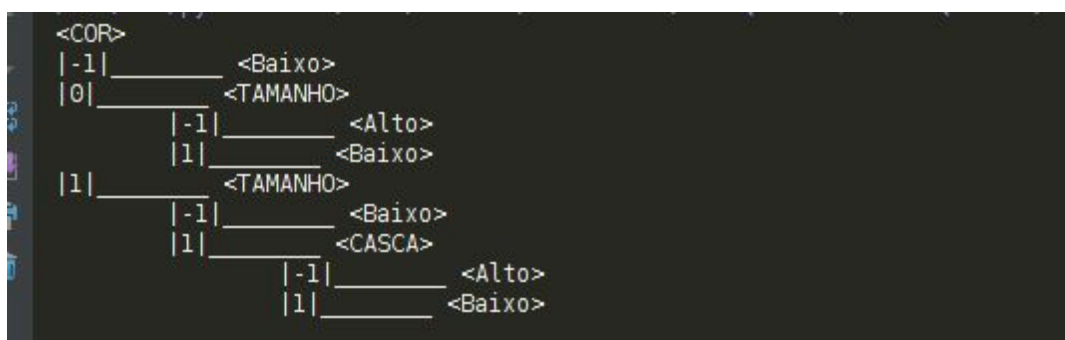 <COR>
|-1|________ <Baixo>
|0|________ <TAMANHO>
|-1|________ <Alto>
|1|________ <Baixo>
|1|________ <TAMANHO>
|-1|________ <Baixo>
|1|________ <CASCA>
|-1|________ <Alto>
|1|________ <Baixo>